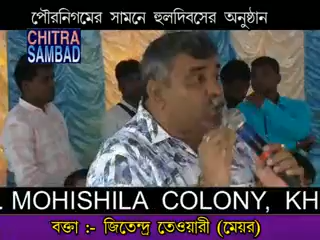 পৌরনিগমের সামনে হুলদিবসের অনুষ্ঠান
CHITRA
SAMBAD
. MOHISHILA COLONY, KH
বক্তা :- জিতেন্দ্র তেওয়ারী (মেয়র)